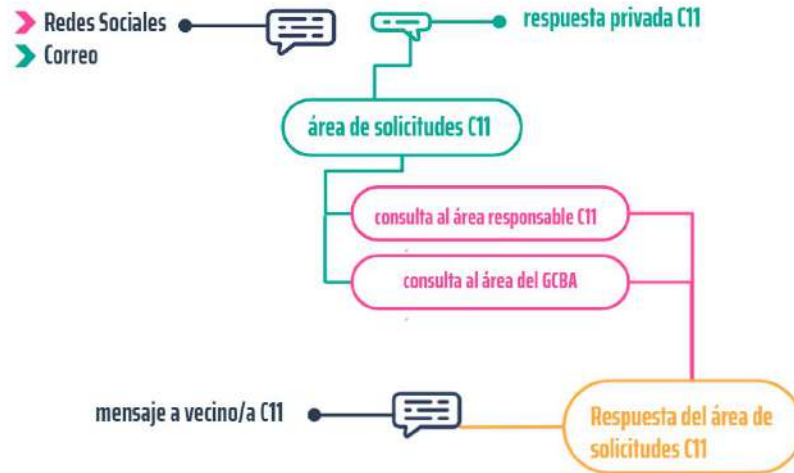 Redes Sociales
Correo
respuesta privada C11
área de solicitudes C11
consulta al área responsable C11
consulta al área del GCBA
mensaje a vecino/a C11
Respuesta del área de
solicitudes C11